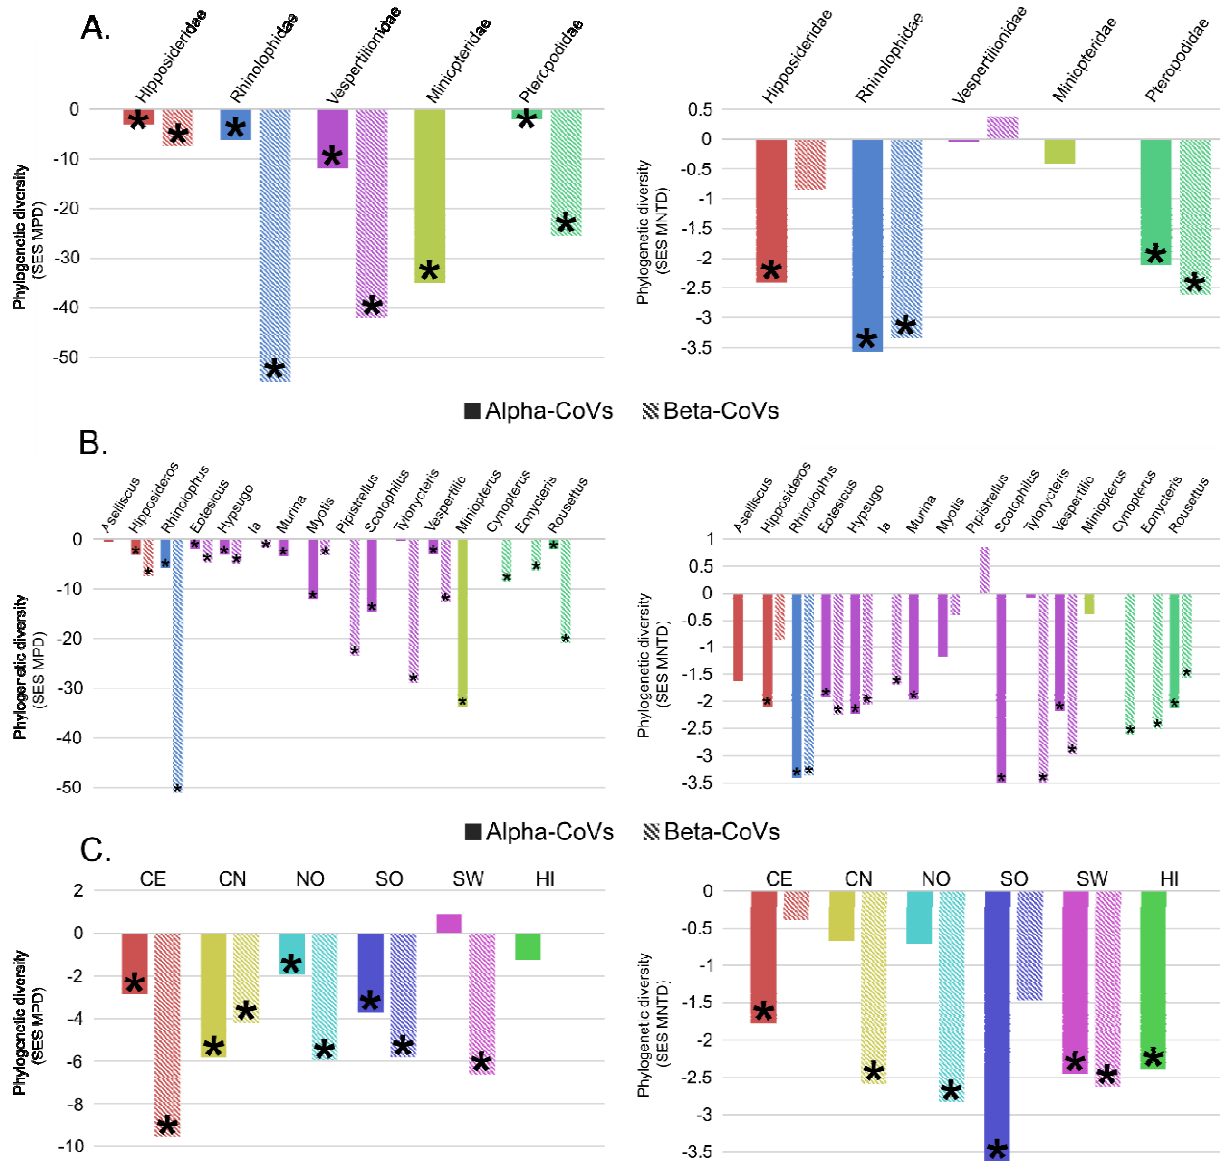 A.
Hipposideridae
Rhinolophidae
Vespertilionidae
Miniopteridae
Pteropodidae
0
-10
-20
-30
-40
-50
Phylogenetic diversity
(SES MPD)
Hipposideridae
Rhinolophidae
Vespertilionidae
Miniopteridae
Pteropodidae
0.5
0
-0.5
-1
-1.5
-2
-2.5
-3
-3.5
Phylogenetic diversity
(SES MNTD)
Alpha-CoVs Beta-CoVs
B.
Aselliscus
Hipposideros
Rhinolophus
Eptesicus
Hypsugo
Ia
Murina
Myotis
Pipistrellus
Scotophilus
Tylonycteris
Vespertilio
Miniopterus
Cynopterus
Eonycteris
Rousettus
0
-10
-20
-30
-40
-50
Phylogenetic diversity
(SES MPD)
Aselliscus
Hipposideros
Rhinolophus
Eptesicus
Hypsugo
Ia
Murina
Myotis
Pipistrellus
Scotophilus
Tylonycteris
Vespertilio
Miniopterus
Cynopterus
Eonycteris
Rousettus
1
0.5
0
-0.5
-1
-1.5
-2
-2.5
-3
-3.5
Phylogenetic diversity
(SES MNTD)
Alpha-CoVs Beta-CoVs
C.
CE CN NO SO SW HI
2
0
-2
-4
-6
-8
-10
Phylogenetic diversity
(SES MPD)
CE CN NO SO SW HI
0
-0.5
-1
-1.5
-2
-2.5
-3
-3.5
Phylogenetic diversity
(SES MNTD)